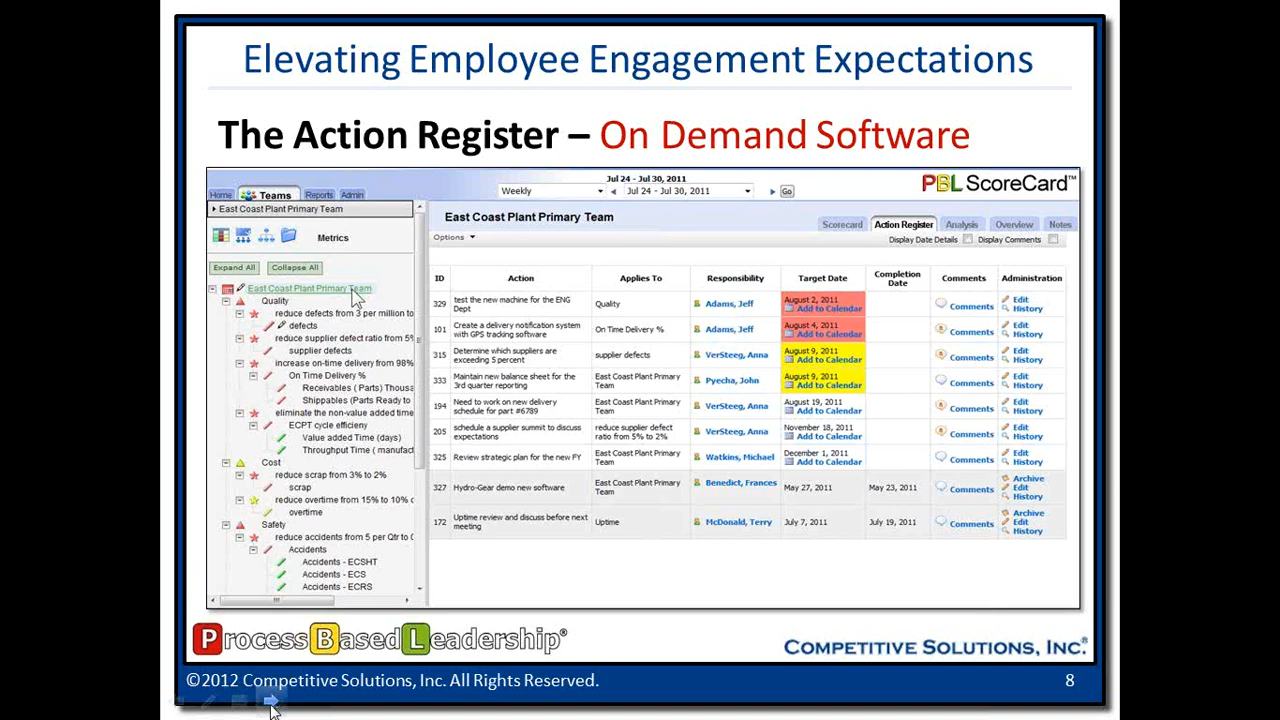 Elevating Employee Engagement Expectations
The Action Register – On Demand Software
Jul 24 - Jul 30, 2011
Home Teams Reports Admin
Weekly Jul 24 - Jul 30, 2011 Go
PBL ScoreCard™
East Coast Plant Primary Team
Metrics
Expand All Collapse All
East Coast Plant Primary Team
Quality
reduce defects from 3 per million to
defects
reduce supplier defect ratio from 5%
supplier defects
increase on-time delivery from 98%
On Time Delivery %
Receivables ( Parts) Thousa
Shippables (Parts Ready to
eliminate the non-value added time
ECPT cycle efficiency
Value added Time (days)
Throughput Time ( manufact
Cost
reduce scrap from 3% to 2%
scrap
reduce overtime from 15% to 10% o
overtime
Safety
reduce accidents from 5 per Qtr to 0
Accidents
Accidents - ECSHT
Accidents - ECS
Accidents - ECRS
East Coast Plant Primary Team
Scorecard Action Register Analysis Overview Notes
Options
Display Date Details Display Comments
ID Action Applies To Responsibility Target Date Completion Date Comments Administration
329 test the new machine for the ENG Dept Quality Adams, Jeff August 2, 2011 Add to Calendar Comments Edit History
101 Create a delivery notification system with GPS tracking software On Time Delivery % Adams, Jeff August 4, 2011 Add to Calendar Comments Edit History
315 Determine which suppliers are exceeding 5 percent supplier defects VerSteeg, Anna August 9, 2011 Add to Calendar Comments Edit History
333 Maintain new balance sheet for the 3rd quarter reporting East Coast Plant Primary Team Pyecha, John August 9, 2011 Add to Calendar Comments Edit History
194 Need to work on new delivery schedule for part #6789 East Coast Plant Primary Team VerSteeg, Anna August 19, 2011 Add to Calendar Comments Edit History
205 schedule a supplier summit to discuss expectations reduce supplier defect ratio from 5% to 2% VerSteeg, Anna November 18, 2011 Add to Calendar Comments Edit History
325 Review strategic plan for the new FY East Coast Plant Primary Team Watkins, Michael December 1, 2011 Add to Calendar Comments Edit History
327 Hydro-Gear demo new software East Coast Plant Primary Team Benedict, Frances May 27, 2011 May 23, 2011 Comments Archive Edit History
172 Uptime review and discuss before next meeting Uptime McDonald, Terry July 7, 2011 July 19, 2011 Comments Archive Edit History
Process Based Leadership®
COMPETITIVE SOLUTIONS, INC.®
©2012 Competitive Solutions, Inc. All Rights Reserved. 8